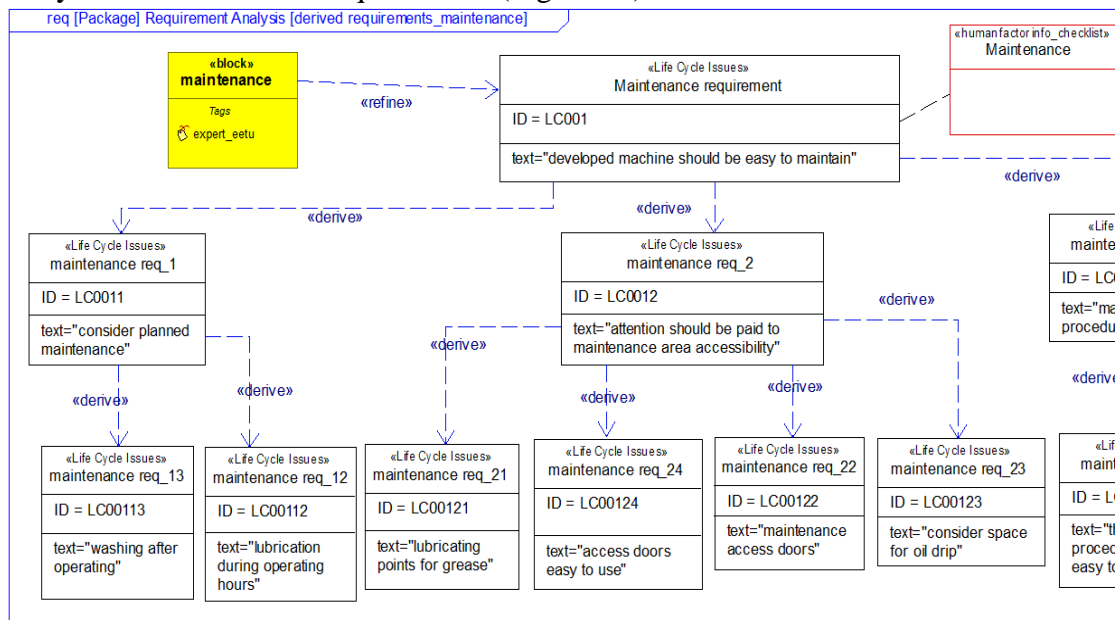 req [Package] Requirement Analysis [derived requirements_maintenance]
«block»
maintenance
Tags
expert_eetu
«refine»
«Life Cycle Issues»
Maintenance requirement
ID = LC001
text="developed machine should be easy to maintain"
«humanfactor info_checklist»
Maintenance
«derive»
«derive»
«derive»
«Life Cycle Issues»
maintenance req_1
ID = LC0011
text="consider planned
maintenance"
«Life Cycle Issues»
maintenance req_2
ID = LC0012
text="attention should be paid to
maintenance area accessibility"
«derive»
«derive»
«derive»
«derive»
«derive»
«derive»
«Life Cycle Issues»
maintenance req_13
ID = LC00113
text="washing after
operating"
«Life Cycle Issues»
maintenance req_12
ID = LC00112
text="lubrication
during operating
hours"
«Life Cycle Issues»
maintenance req_21
ID = LC00121
text="lubricating
points for grease"
«Life Cycle Issues»
maintenance req_24
ID = LC00124
text="access doors
easy to use"
«Life Cycle Issues»
maintenance req_22
ID = LC00122
text="maintenance
access doors"
«Life Cycle Issues»
maintenance req_23
ID = LC00123
text="consider space
for oil drip"
«Life
ID =
«Life
ID =
easy to